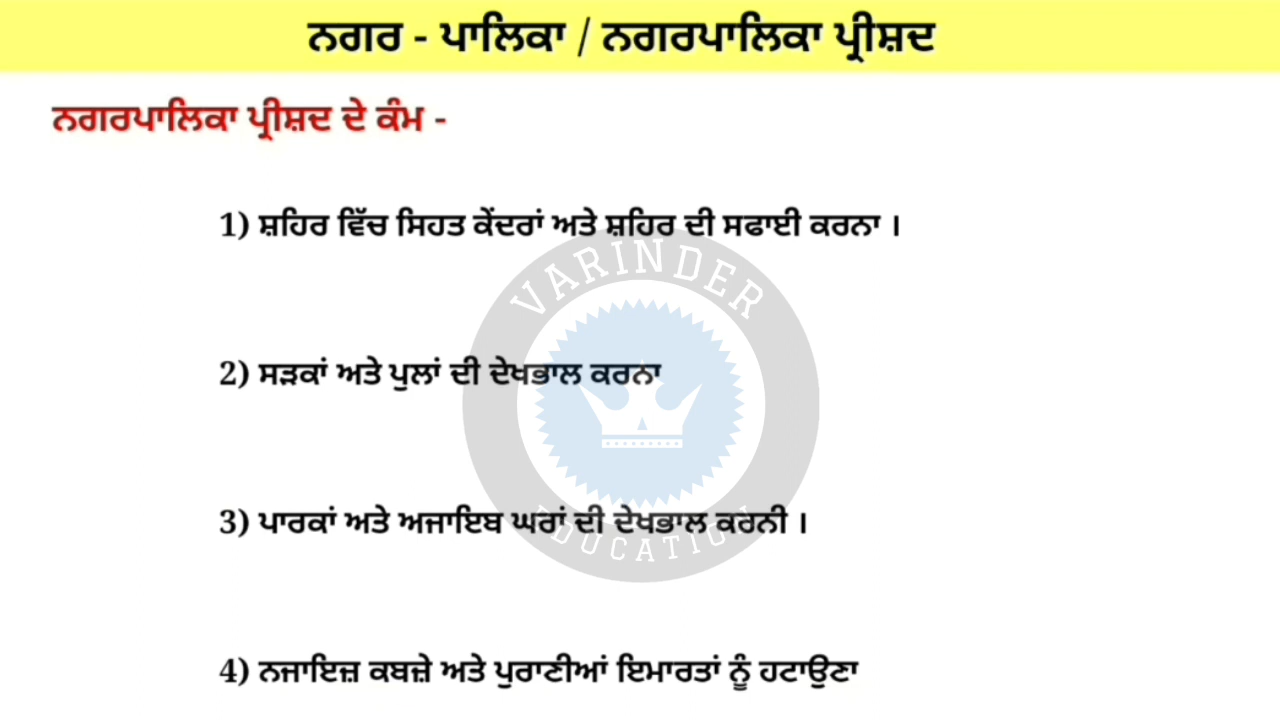 ਨਗਰ - ਪਾਲਿਕਾ / ਨਗਰਪਾਲਿਕਾ ਪ੍ਰੀਸ਼ਦ
ਨਗਰਪਾਲਿਕਾ ਪ੍ਰੀਸ਼ਦ ਦੇ ਕੰਮ -
1) ਸ਼ਹਿਰ ਵਿੱਚ ਸਿਹਤ ਕੇਂਦਰਾਂ ਅਤੇ ਸ਼ਹਿਰ ਦੀ ਸਫਾਈ ਕਰਨਾ ।
VARINDER
2) ਸੜਕਾਂ ਅਤੇ ਪੁਲਾਂ ਦੀ ਦੇਖਭਾਲ ਕਰਨਾ
3) ਪਾਰਕਾਂ ਅਤੇ ਅਜਾਇਬ ਘਰਾਂ ਦੀ ਦੇਖਭਾਲ ਕਰਨੀ ।
EDUCATION
4) ਨਜਾਇਜ਼ ਕਬਜ਼ੇ ਅਤੇ ਪੁਰਾਣੀਆਂ ਇਮਾਰਤਾਂ ਨੂੰ ਹਟਾਉਣਾ